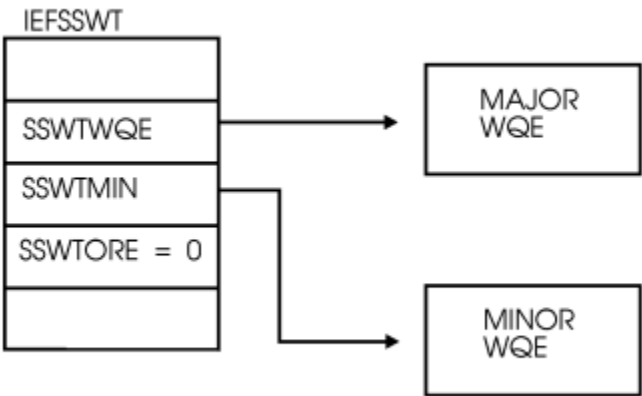 IEFSSWT
SSWTWQE
SSWTMIN
SSWTORE = 0
MAJOR
WQE
MINOR
WQE